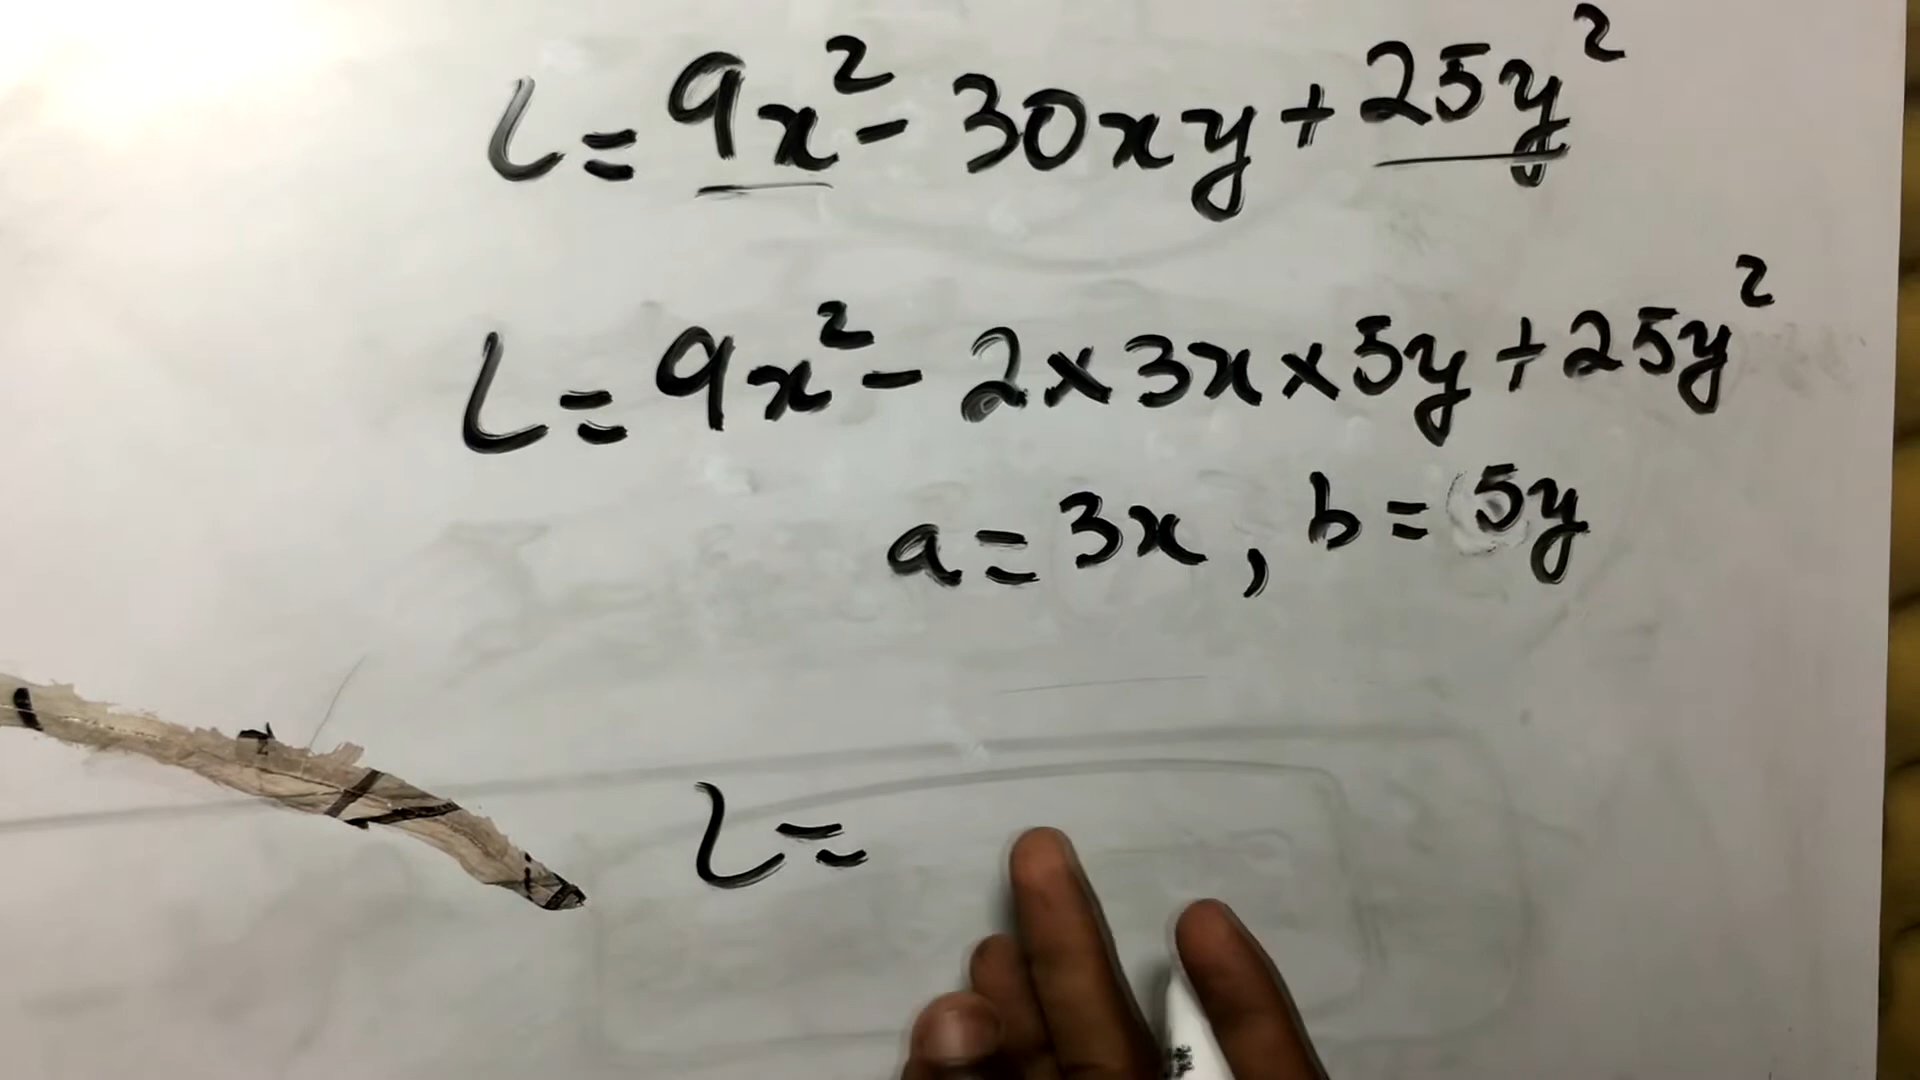 L = 9x² - 30xy + 25y²
L = 9x² - 2 × 3x × 5y + 25y²
a = 3x, b = 5y
L =